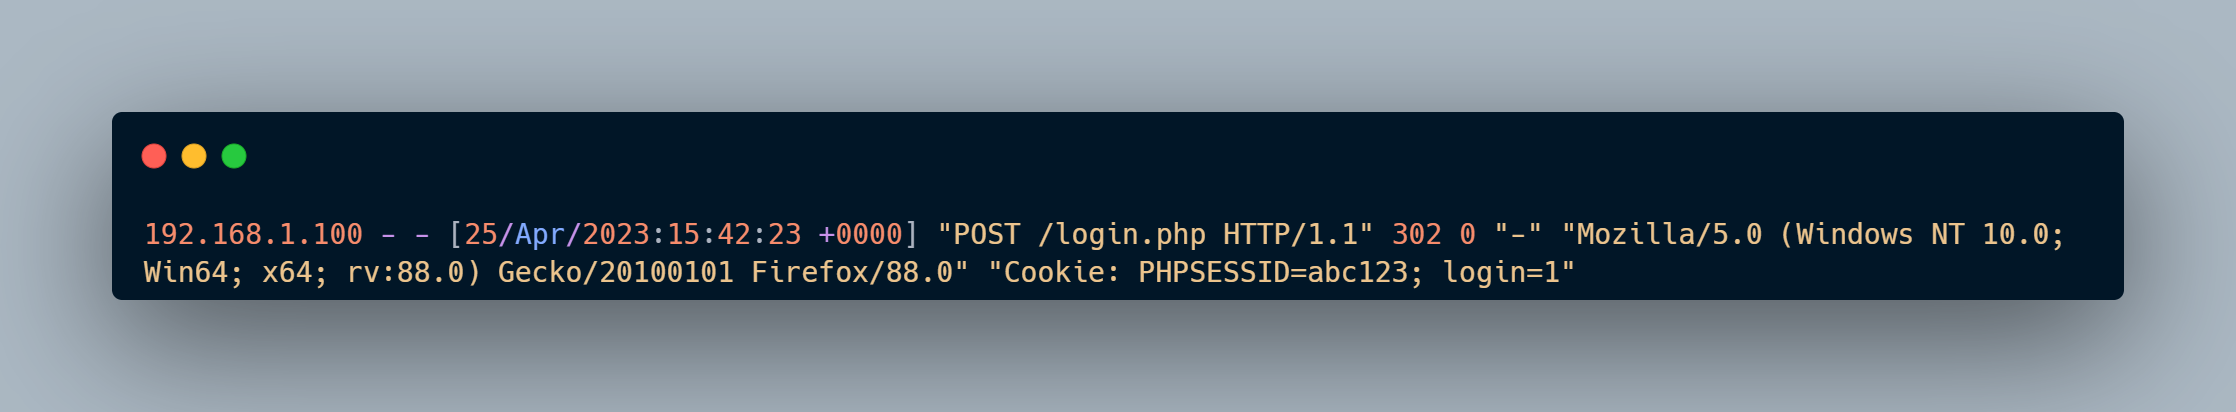 192.168.1.100 - - [25/Apr/2023:15:42:23 +0000] "POST /login.php HTTP/1.1" 302 0 "-" "Mozilla/5.0 (Windows NT 10.0;
Win64; x64; rv:88.0) Gecko/20100101 Firefox/88.0" "Cookie: PHPSESSID=abc123; login=1"